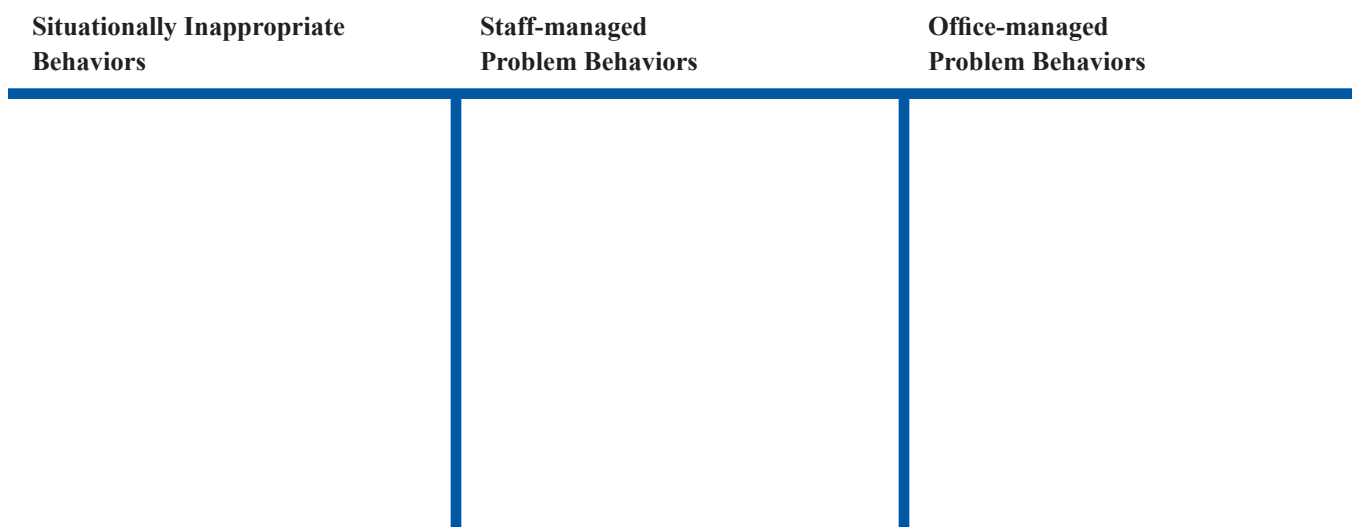 Situationally Inappropriate
Behaviors
Staff-managed
Problem Behaviors
Office-managed
Problem Behaviors